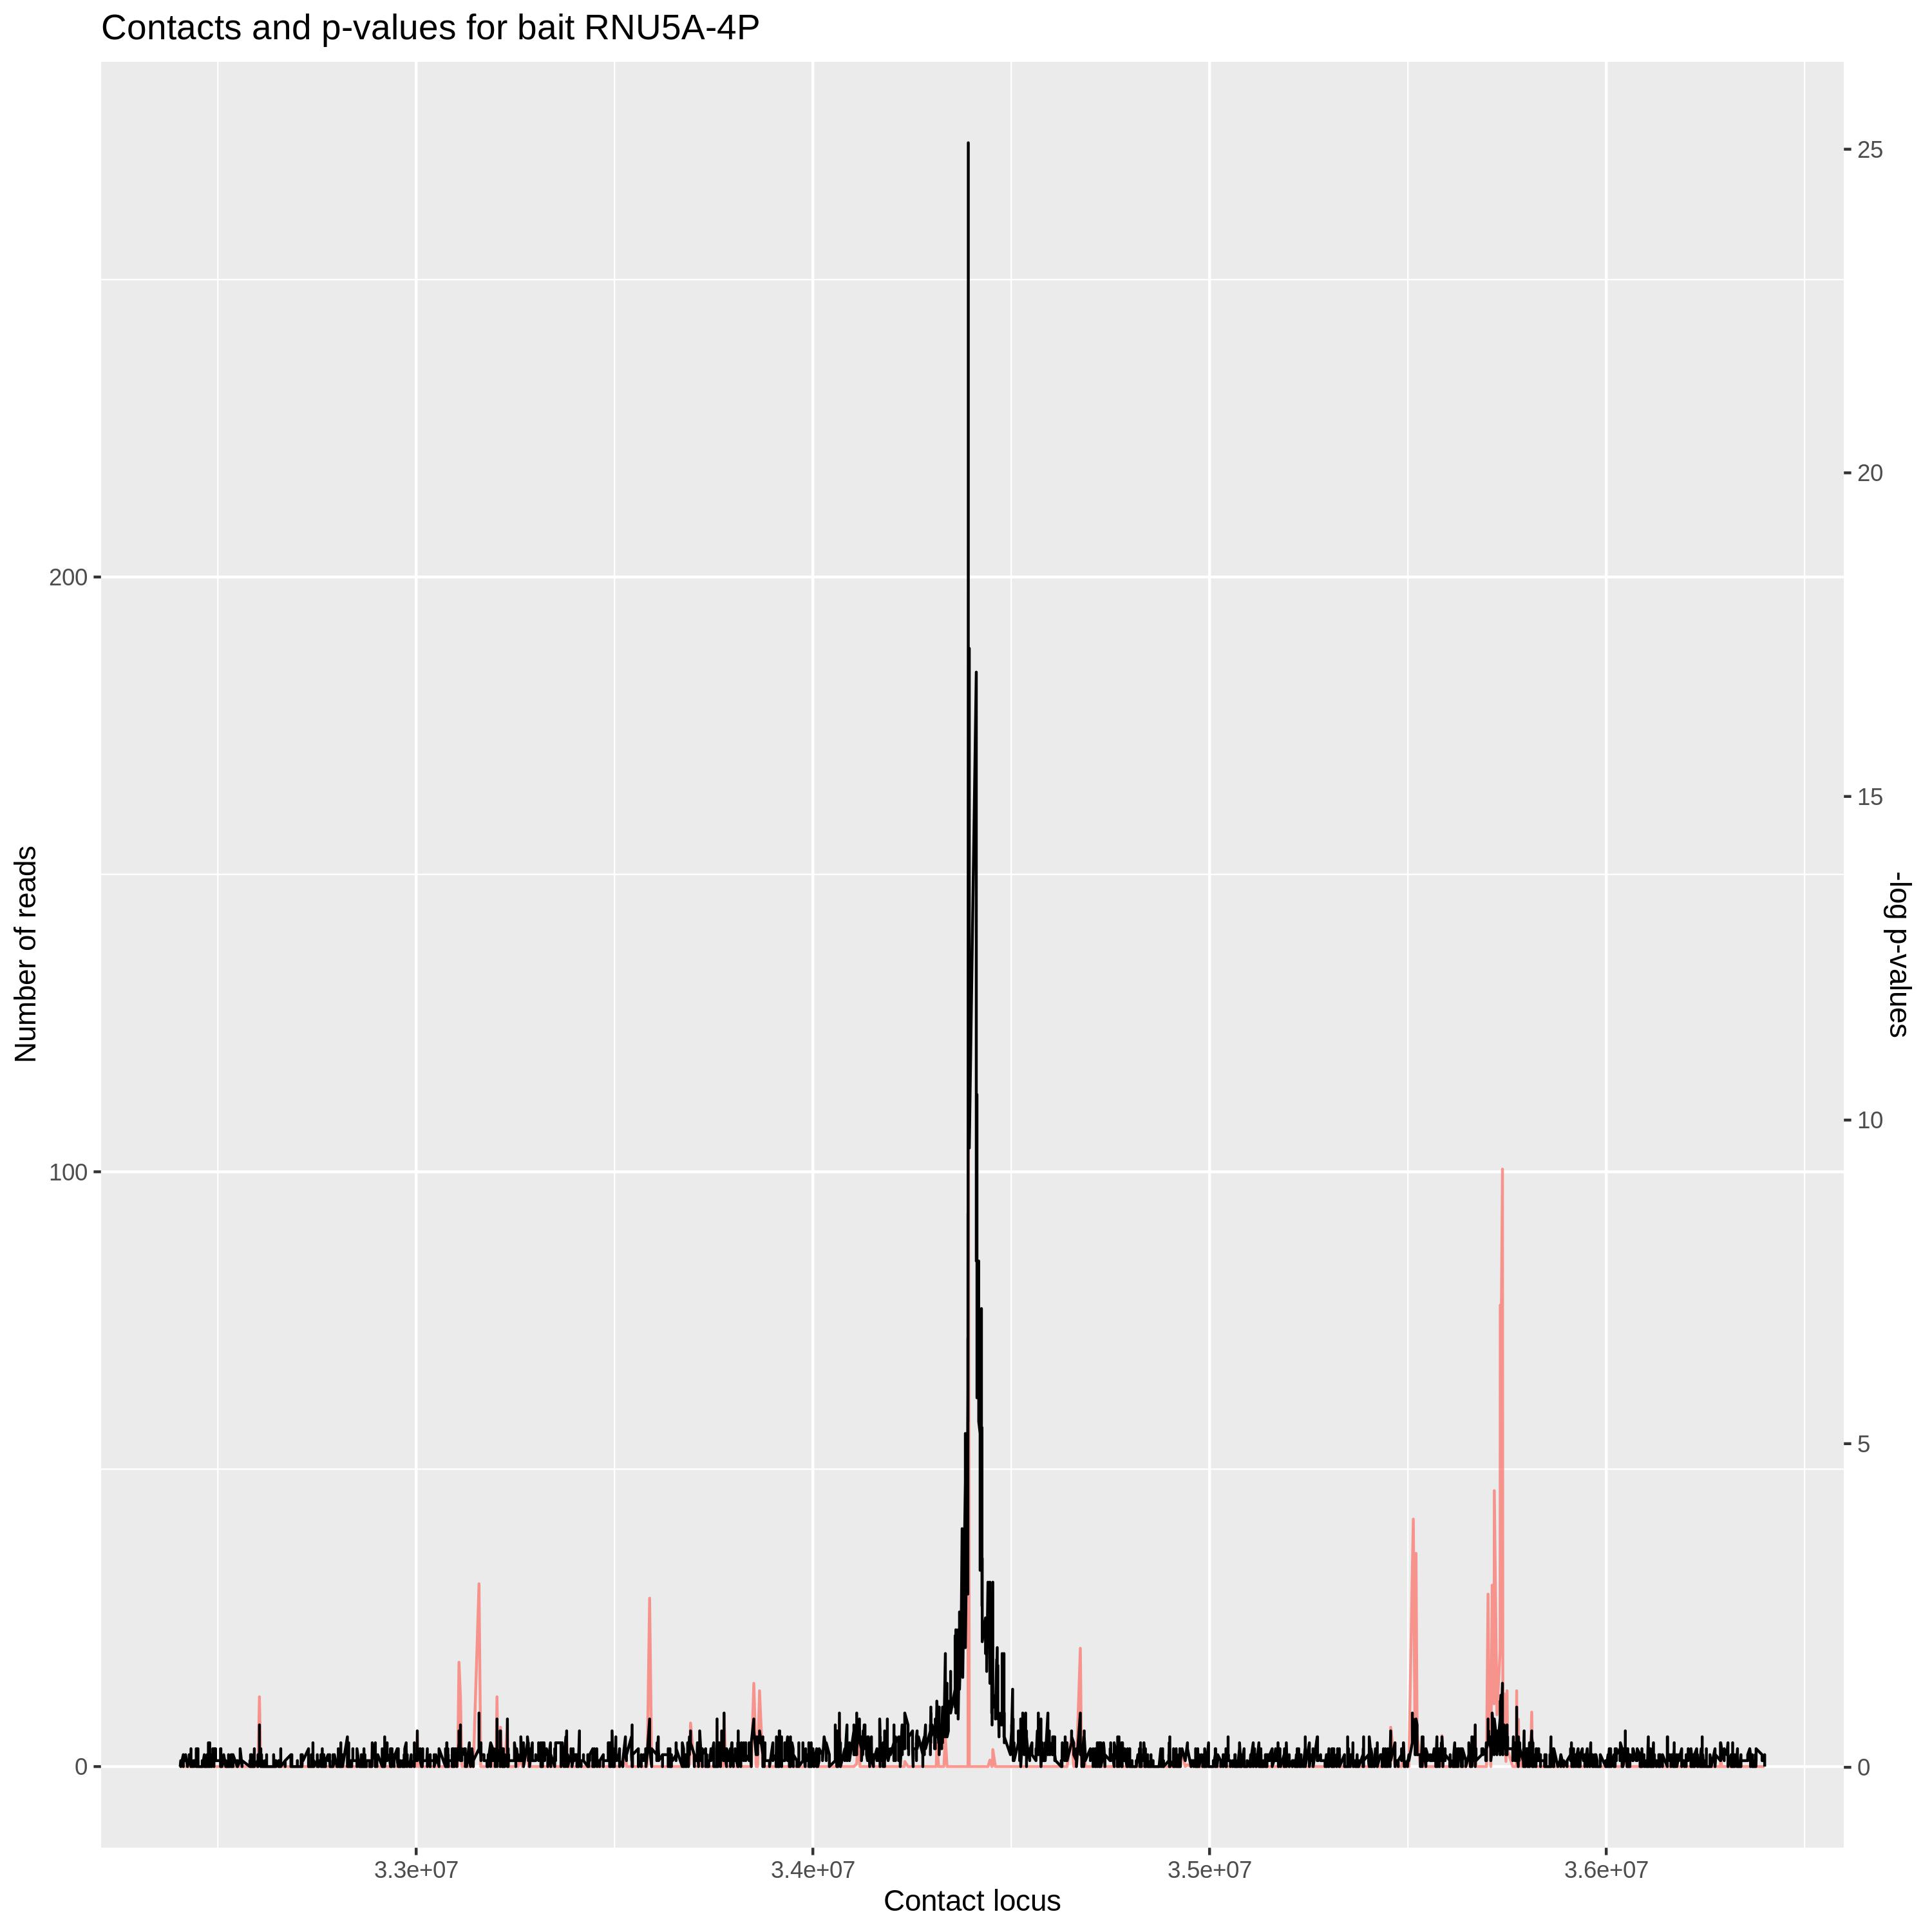 Contacts and p-values for bait RNU5A-4P
25
20
200
15
Number of reads
-log p-values
10
100
5
0
0
3.3e+07
3.4e+07
3.5e+07
3.6e+07
Contact locus